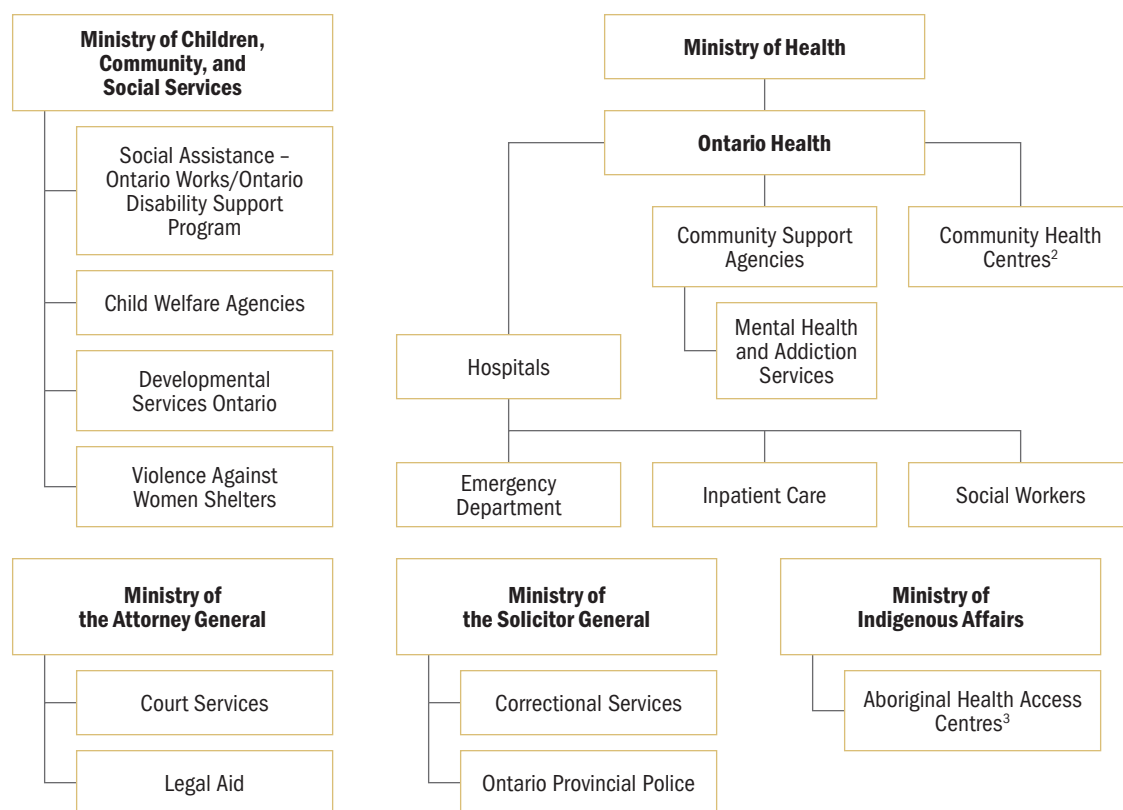 Ministry of Children,
Community, and
Social Services
Social Assistance –
Ontario Works/Ontario
Disability Support
Program
Child Welfare Agencies
Developmental
Services Ontario
Violence Against
Women Shelters
Ministry of Health
Ontario Health
Community Support
Agencies
Community Health
Centres²
Mental Health
and Addiction
Services
Hospitals
Emergency
Department
Inpatient Care
Social Workers
Ministry of
the Attorney General
Court Services
Legal Aid
Ministry of
the Solicitor General
Correctional Services
Ontario Provincial Police
Ministry of
Indigenous Affairs
Aboriginal Health Access
Centres³